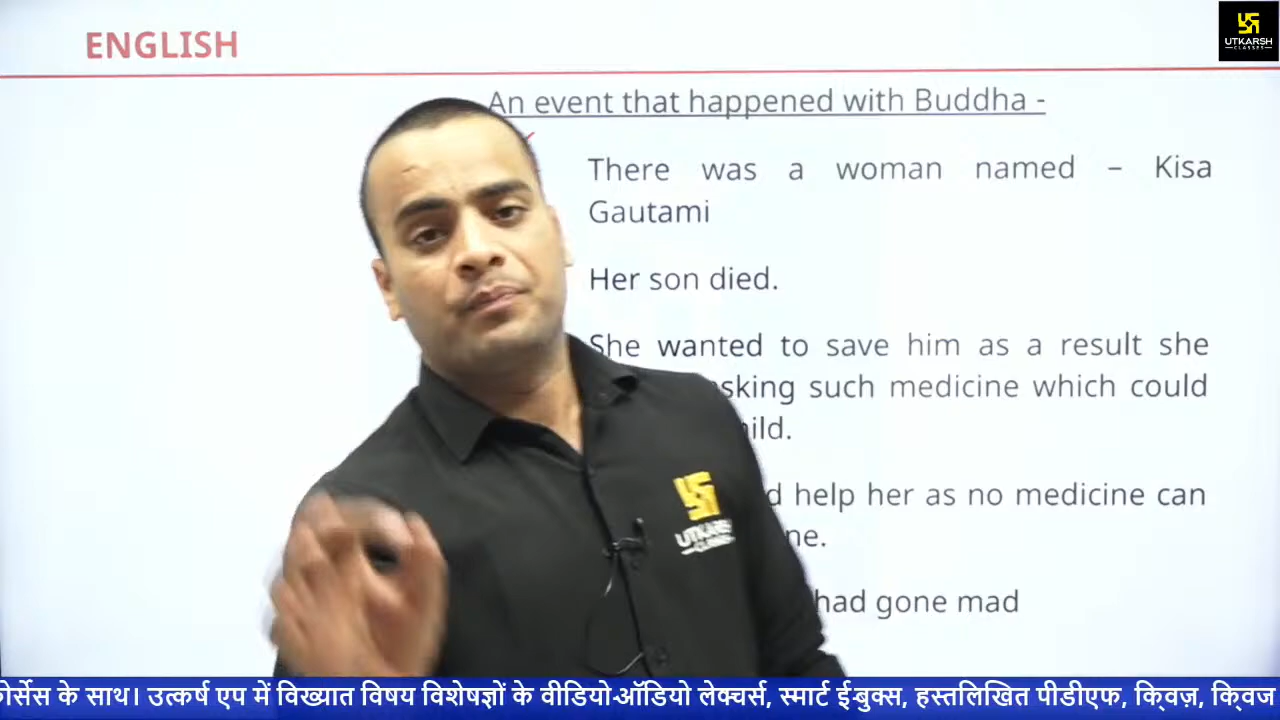 ENGLISH
UTKARSH
CLASSES
An event that happened with Buddha -
There was a woman named – Kisa
Gautami
Her son died.
She wanted to save him as a result she
asking such medicine which could
help her as no medicine can
had gone mad
UTKARSH
CLASSES
के साथ। उत्कर्ष एप में विख्यात विषय विशेषज्ञों के वीडियो-ऑडियो लेक्चर्स, स्मार्ट ई-बुक्स, हस्तलिखित पीडीएफ, क्विज़, क्विज